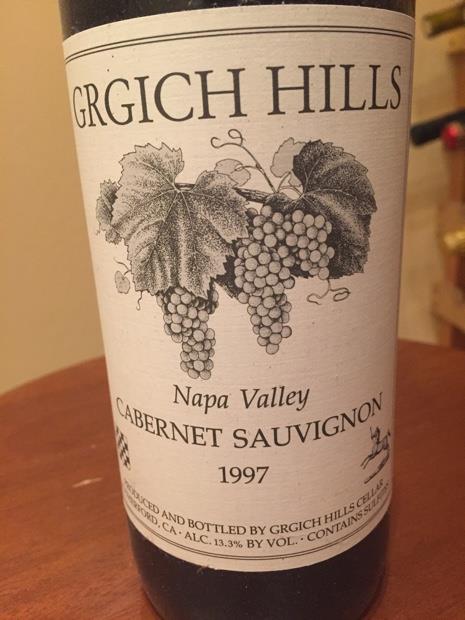 GRGICH HILLS
Napa Valley
CABERNET SAUVIGNON
1997
PRODUCED AND BOTTLED BY GRGICH HILLS CELLAR
CA · ALC. 13.3% BY VOL. · CONTAINS SULFITES